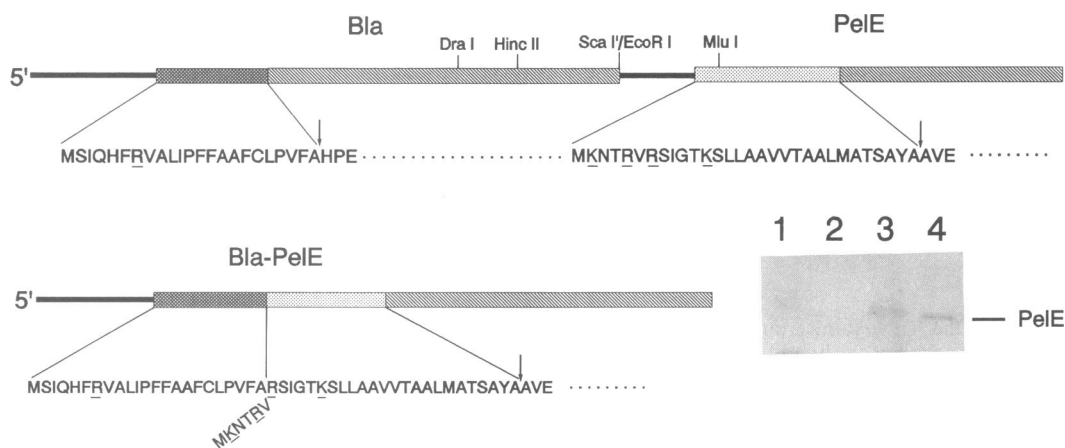 Bla
PelE
Dra I
Hinc II
Sca I'/EcoR I
Mlu I
5'
MSIQHFRVALIPFFAAFCLPVFAHPE
MKNTRVRSIGTKSLLAAVVTAALMATSAYAAVE
Bla-PelE
5'
MSIQHFRVALIPFFAAFCLPVFARSIGTKSLLAAVVTAALMATSAYAAVE
MKNTRV
1 2 3 4
PelE